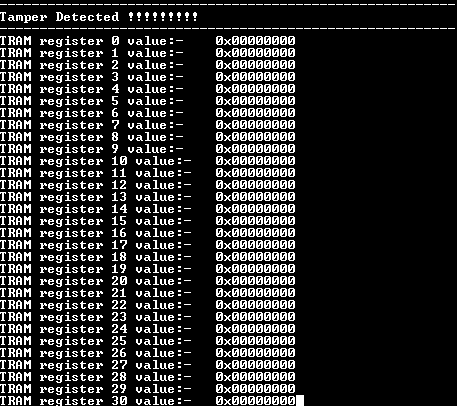 --------------------------------------------------------
Tamper Detected !!!!!!!!!
--------------------------------------------------------
TRAM register 0 value:-    0x00000000
TRAM register 1 value:-    0x00000000
TRAM register 2 value:-    0x00000000
TRAM register 3 value:-    0x00000000
TRAM register 4 value:-    0x00000000
TRAM register 5 value:-    0x00000000
TRAM register 6 value:-    0x00000000
TRAM register 7 value:-    0x00000000
TRAM register 8 value:-    0x00000000
TRAM register 9 value:-    0x00000000
TRAM register 10 value:-   0x00000000
TRAM register 11 value:-   0x00000000
TRAM register 12 value:-   0x00000000
TRAM register 13 value:-   0x00000000
TRAM register 14 value:-   0x00000000
TRAM register 15 value:-   0x00000000
TRAM register 16 value:-   0x00000000
TRAM register 17 value:-   0x00000000
TRAM register 18 value:-   0x00000000
TRAM register 19 value:-   0x00000000
TRAM register 20 value:-   0x00000000
TRAM register 21 value:-   0x00000000
TRAM register 22 value:-   0x00000000
TRAM register 23 value:-   0x00000000
TRAM register 24 value:-   0x00000000
TRAM register 25 value:-   0x00000000
TRAM register 26 value:-   0x00000000
TRAM register 27 value:-   0x00000000
TRAM register 28 value:-   0x00000000
TRAM register 29 value:-   0x00000000
TRAM register 30 value:-   0x00000000